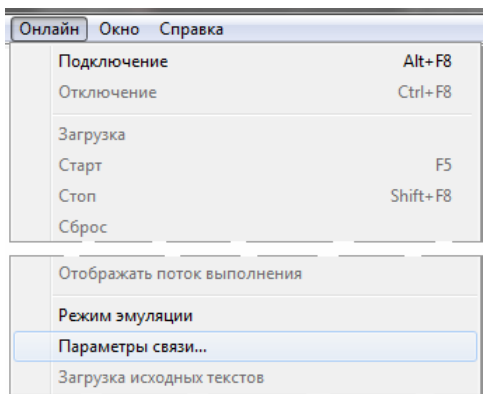 Онлайн Окно Справка
Подключение Alt+F8
Отключение Ctrl+F8
Загрузка
Старт F5
Стоп Shift+F8
Сброс
Отображать поток выполнения
Режим эмуляции
Параметры связи...
Загрузка исходных текстов